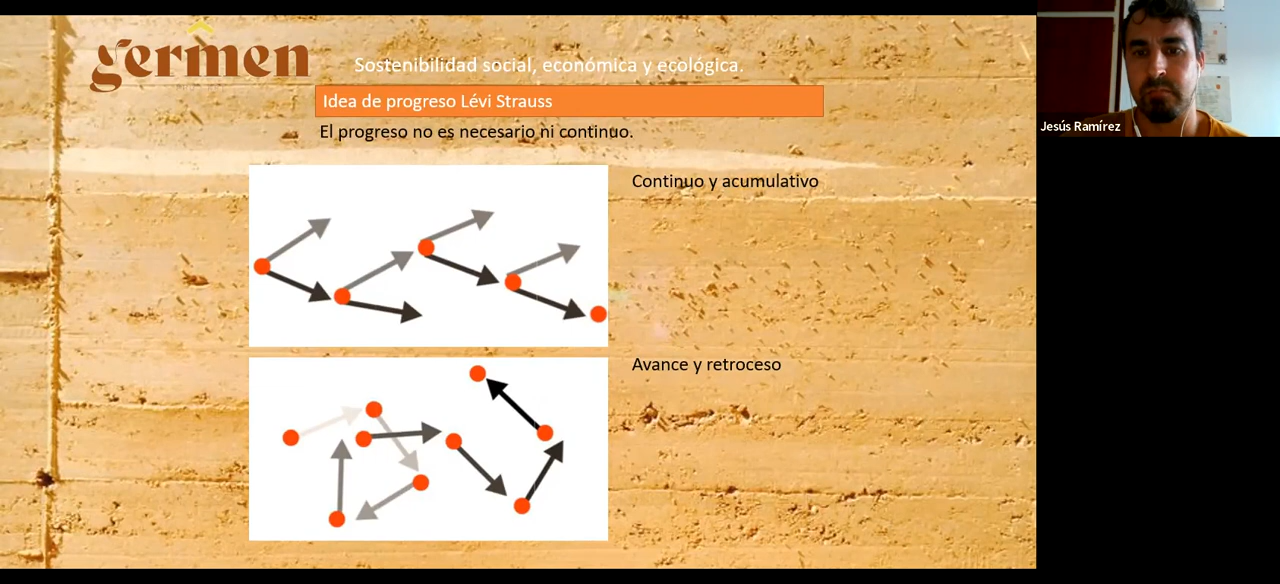 germen
Sostenibilidad social, económica y ecológica.
Idea de progreso Lévi Strauss
El progreso no es necesario ni continuo.
Continuo y acumulativo
Avance y retroceso
Jesús Ramírez